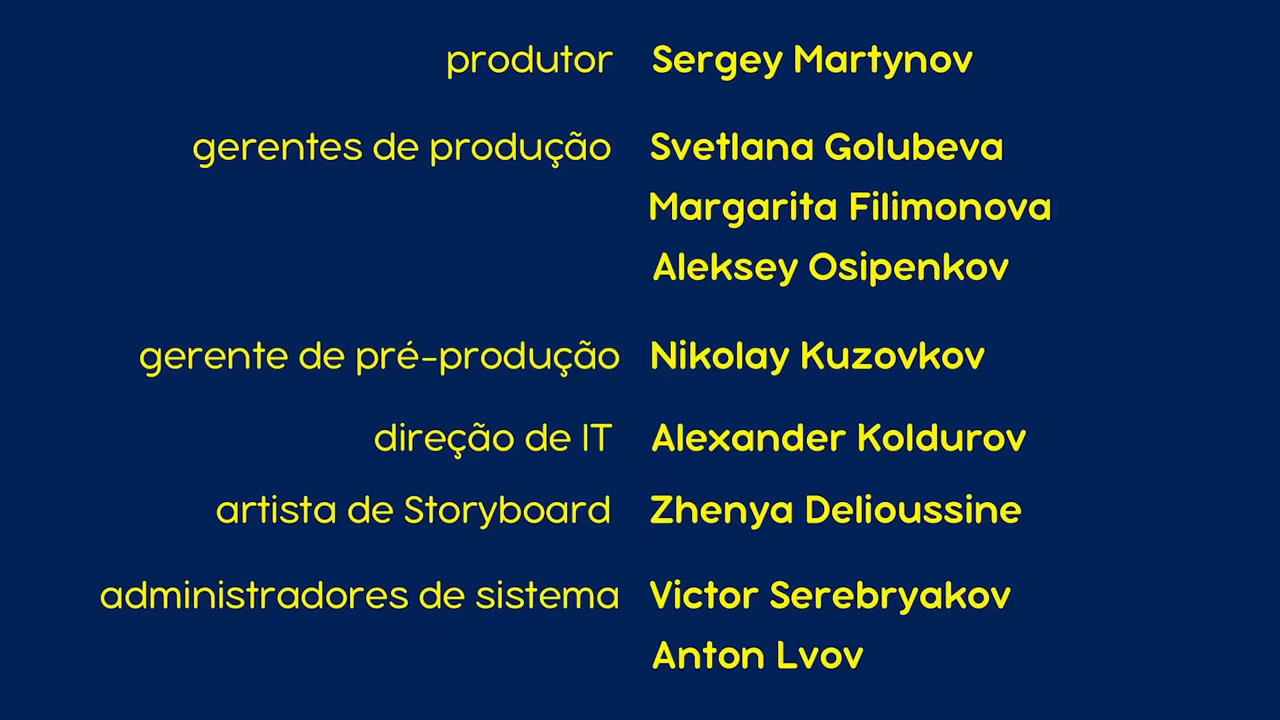 produtor Sergey Martynov
gerentes de produção Svetlana Golubeva
Margarita Filimonova
Aleksey Osipenkov
gerente de pré-produção Nikolay Kuzovkov
direção de IT Alexander Koldurov
artista de Storyboard Zhenya Delioussine
administradores de sistema Victor Serebryakov
Anton Lvov